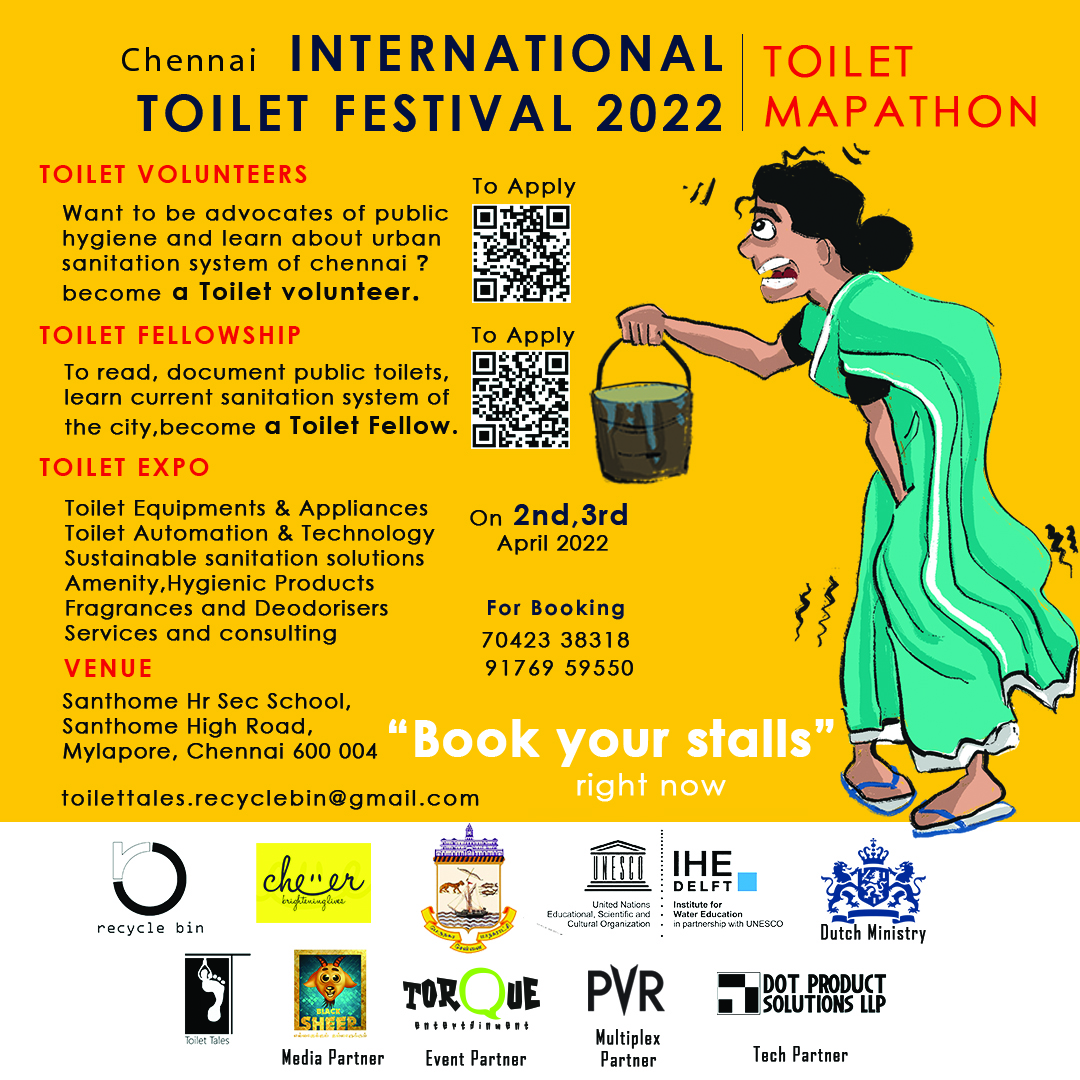 Chennai INTERNATIONAL
TOILET FESTIVAL 2022
TOILET
MAPATHON
TOILET VOLUNTEERS
Want to be advocates of public
hygiene and learn about urban
sanitation system of chennai ?
become a Toilet volunteer.
To Apply
TOILET FELLOWSHIP
To read, document public toilets,
learn current sanitation system of
the city,become a Toilet Fellow.
To Apply
TOILET EXPO
Toilet Equipments & Appliances
Toilet Automation & Technology
Sustainable sanitation solutions
Amenity,Hygienic Products
Fragrances and Deodorisers
Services and consulting
On 2nd,3rd
April 2022
For Booking
70423 38318
91769 59550
VENUE
Santhome Hr Sec School,
Santhome High Road,
Mylapore, Chennai 600 004
"Book your stalls"
right now
toilettales.recyclebin@gmail.com
recycle bin
cheer
brighteninglives
UNESCO
United Nations
Educational, Scientific and
Cultural Organization
IHE
DELFT
Institute for
Water Education
in partnership with UNESCO
Dutch Ministry
Toilet Tales
BLACK
SHEEP
Media Partner
TORQUE
entertainment
Event Partner
PVR
Multiplex
Partner
DOT PRODUCT
SOLUTIONS LLP
Tech Partner